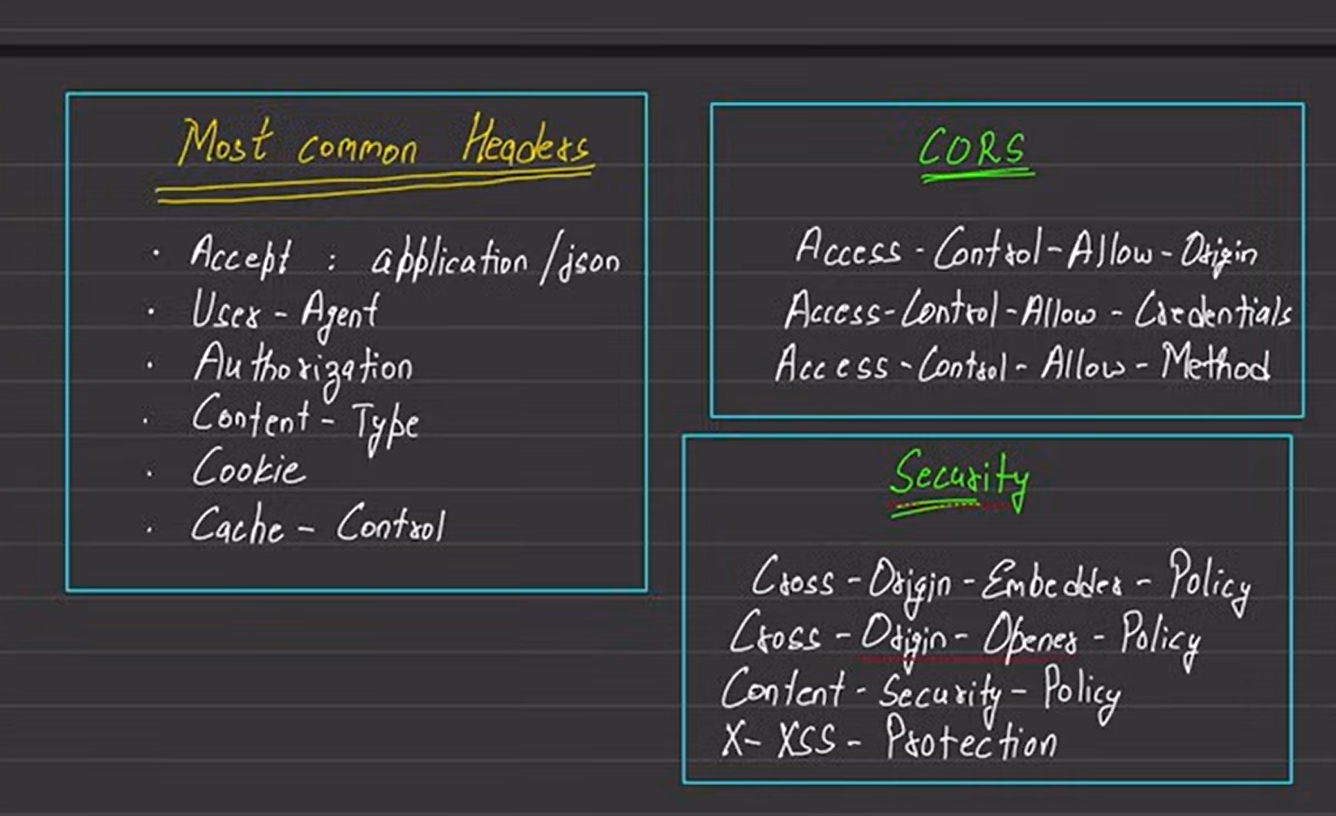 Most common Headers
· Accept : application/json
· User-Agent
· Authorization
· Content-Type
· Cookie
· Cache-Control
CORS
Access-Control-Allow-Origin
Access-Control-Allow-Credentials
Access-Control-Allow-Method
Security
Cross-Origin-Embedder-Policy
Cross-Origin-Opener-Policy
Content-Security-Policy
X-XSS-Protection